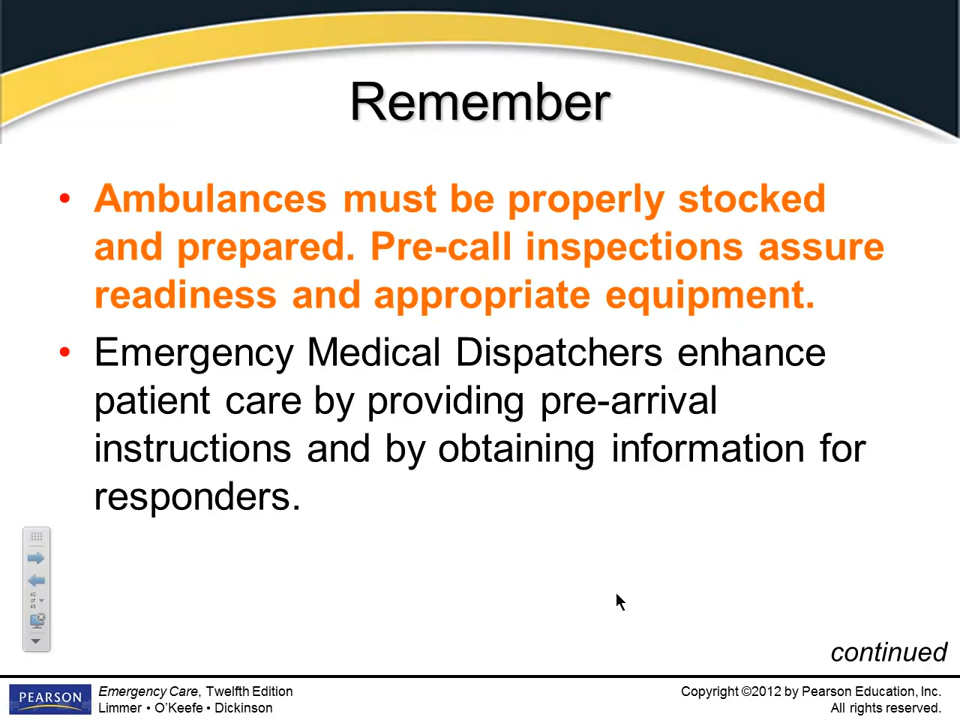 Remember
• Ambulances must be properly stocked
and prepared. Pre-call inspections assure
readiness and appropriate equipment.
• Emergency Medical Dispatchers enhance
patient care by providing pre-arrival
instructions and by obtaining information for
responders.
continued
PEARSON
Emergency Care, Twelfth Edition
Limmer • O'Keefe • Dickinson
Copyright ©2012 by Pearson Education, Inc.
All rights reserved.